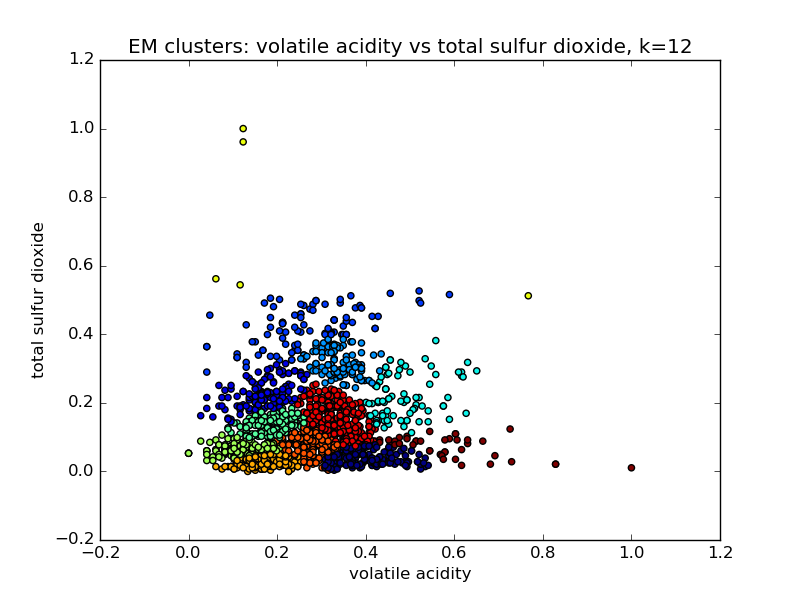 EM clusters: volatile acidity vs total sulfur dioxide, k=12
1.2
1.0
0.8
0.6
0.4
0.2
0.0
−0.2
total sulfur dioxide
−0.2 0.0 0.2 0.4 0.6 0.8 1.0 1.2
volatile acidity